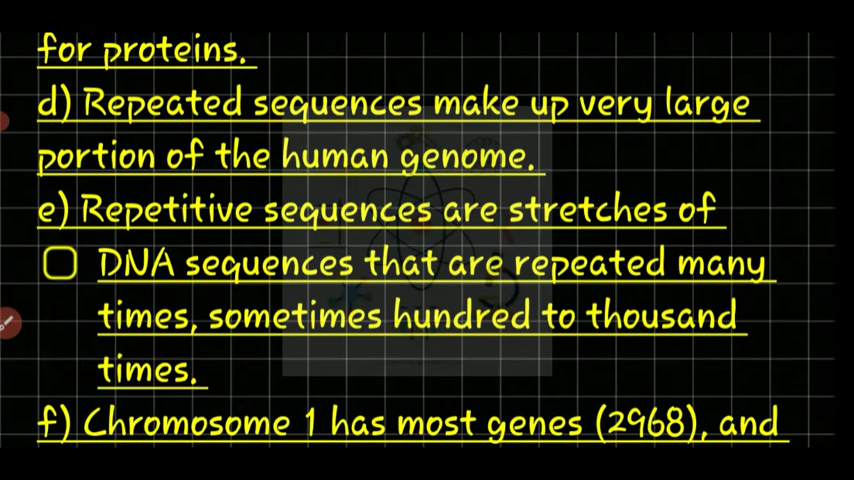 for proteins.
d) Repeated sequences make up very large
portion of the human genome.
e) Repetitive sequences are stretches of
DNA sequences that are repeated many
times, sometimes hundred to thousand
times.
f) Chromosome 1 has most genes (2968), and